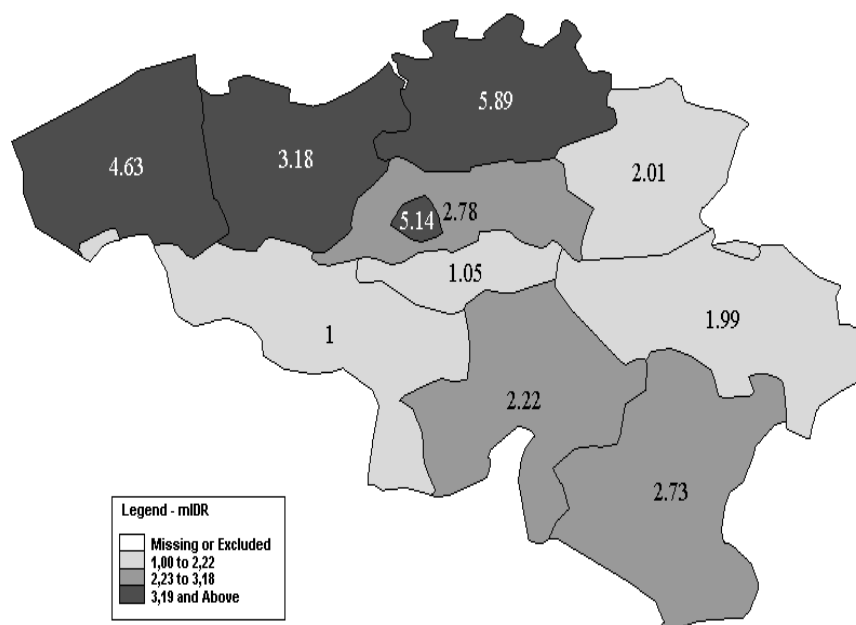 5.89
4.63
3.18
2.01
5.14
2.78
1.05
1
1.99
2.22
2.73
Legend - mIDR
Missing or Excluded
1,00 to 2,22
2,23 to 3,18
3,19 and Above